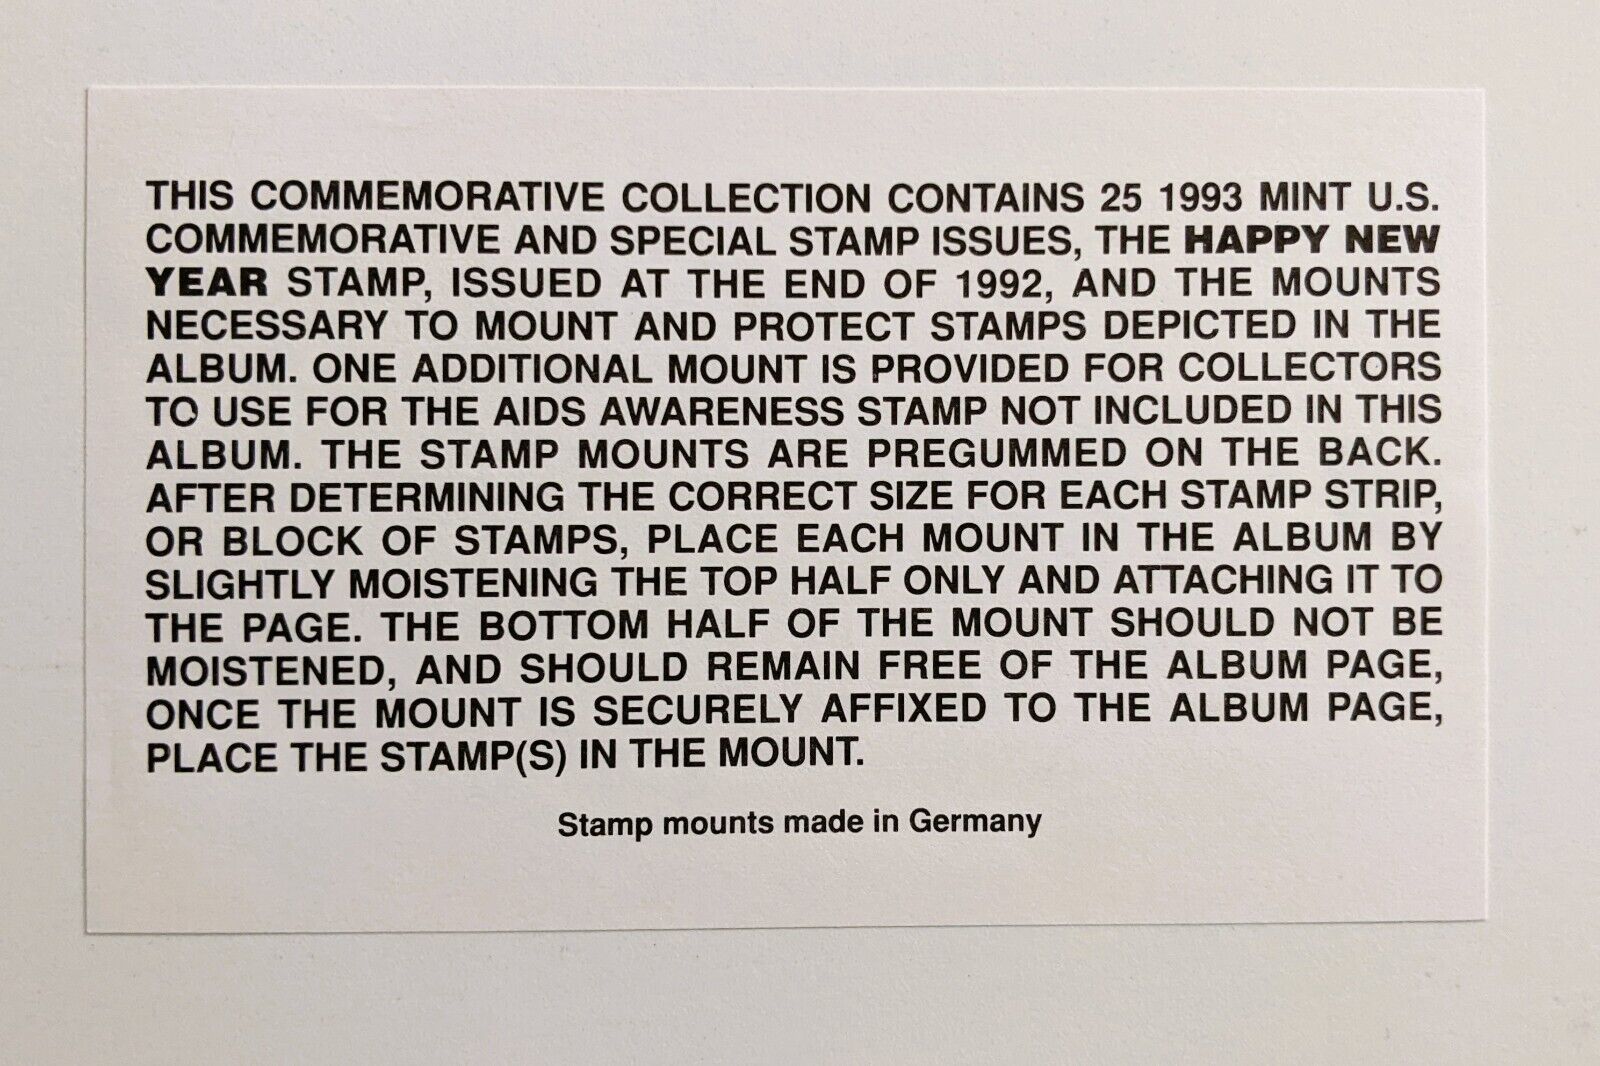 THIS COMMEMORATIVE COLLECTION CONTAINS 25 1993 MINT U.S.
COMMEMORATIVE AND SPECIAL STAMP ISSUES, THE HAPPY NEW
YEAR STAMP, ISSUED AT THE END OF 1992, AND THE MOUNTS
NECESSARY TO MOUNT AND PROTECT STAMPS DEPICTED IN THE
ALBUM. ONE ADDITIONAL MOUNT IS PROVIDED FOR COLLECTORS
TO USE FOR THE AIDS AWARENESS STAMP NOT INCLUDED IN THIS
ALBUM. THE STAMP MOUNTS ARE PREGUMMED ON THE BACK.
AFTER DETERMINING THE CORRECT SIZE FOR EACH STAMP STRIP,
OR BLOCK OF STAMPS, PLACE EACH MOUNT IN THE ALBUM BY
SLIGHTLY MOISTENING THE TOP HALF ONLY AND ATTACHING IT TO
THE PAGE. THE BOTTOM HALF OF THE MOUNT SHOULD NOT BE
MOISTENED, AND SHOULD REMAIN FREE OF THE ALBUM PAGE,
ONCE THE MOUNT IS SECURELY AFFIXED TO THE ALBUM PAGE,
PLACE THE STAMP(S) IN THE MOUNT.
Stamp mounts made in Germany